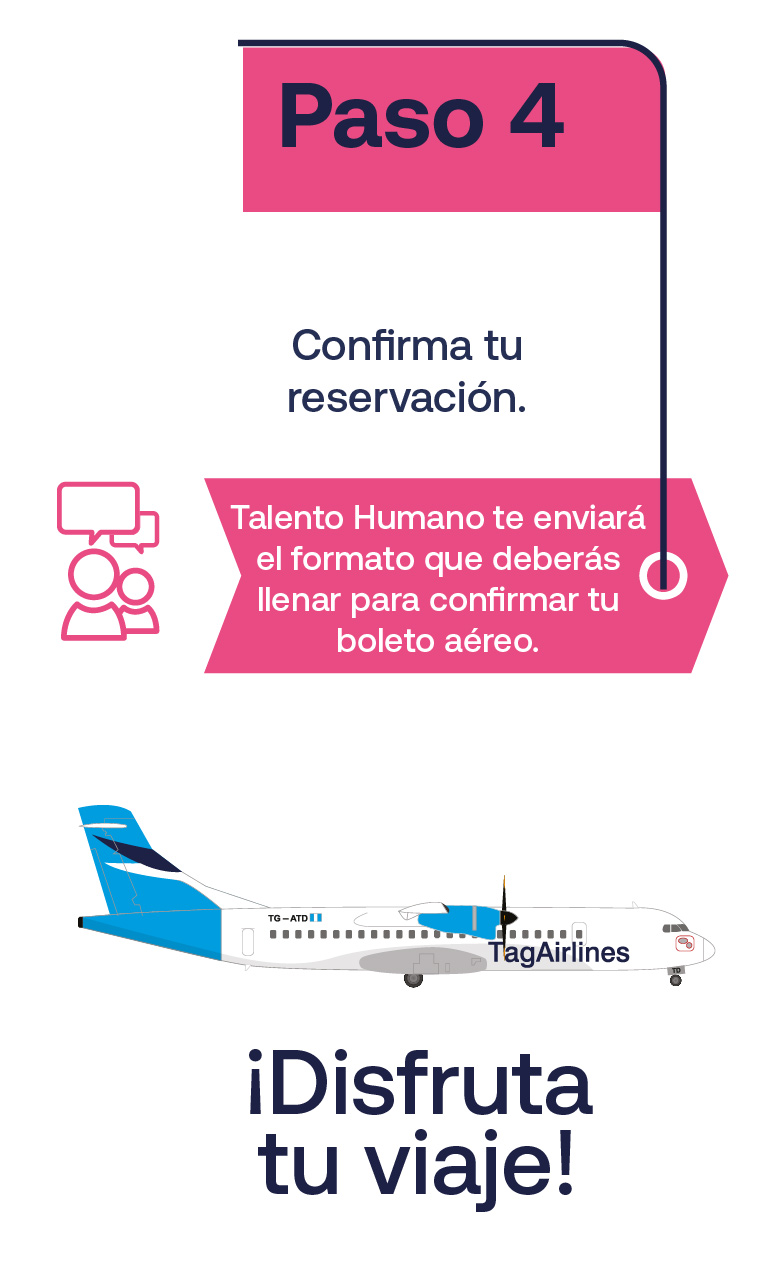 Paso 4
Confirma tu
reservación.
Talento Humano te enviará
el formato que deberás
llenar para confirmar tu
boleto aéreo.
TG – ATD
TagAirlines
TD
¡Disfruta
tu viaje!